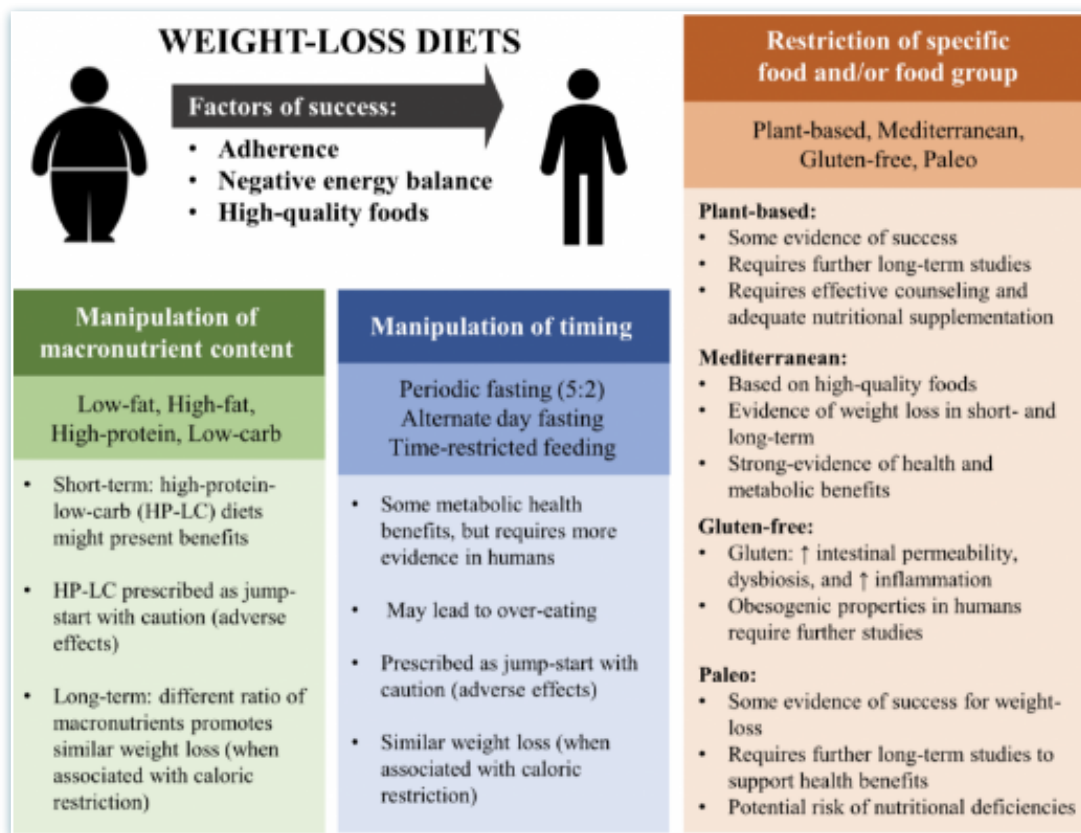 WEIGHT-LOSS DIETS
Factors of success:
• Adherence
• Negative energy balance
• High-quality foods
Manipulation of
macronutrient content
Low-fat, High-fat,
High-protein, Low-carb
• Short-term: high-protein-
low-carb (HP-LC) diets
might present benefits
• HP-LC prescribed as jump-
start with caution (adverse
effects)
• Long-term: different ratio of
macronutrients promotes
similar weight loss (when
associated with caloric
restriction)
Manipulation of timing
Periodic fasting (5:2)
Alternate day fasting
Time-restricted feeding
• Some metabolic health
benefits, but requires more
evidence in humans
• May lead to over-eating
• Prescribed as jump-start with
caution (adverse effects)
• Similar weight loss (when
associated with caloric
restriction)
Restriction of specific
food and/or food group
Plant-based, Mediterranean,
Gluten-free, Paleo
Plant-based:
• Some evidence of success
• Requires further long-term studies
• Requires effective counseling and
adequate nutritional supplementation
Mediterranean:
• Based on high-quality foods
• Evidence of weight loss in short- and
long-term
• Strong-evidence of health and
metabolic benefits
Gluten-free:
• Gluten: ↑ intestinal permeability,
dysbiosis, and ↑ inflammation
• Obesogenic properties in humans
require further studies
Paleo:
• Some evidence of success for weight-
loss
• Requires further long-term studies to
support health benefits
• Potential risk of nutritional deficiencies